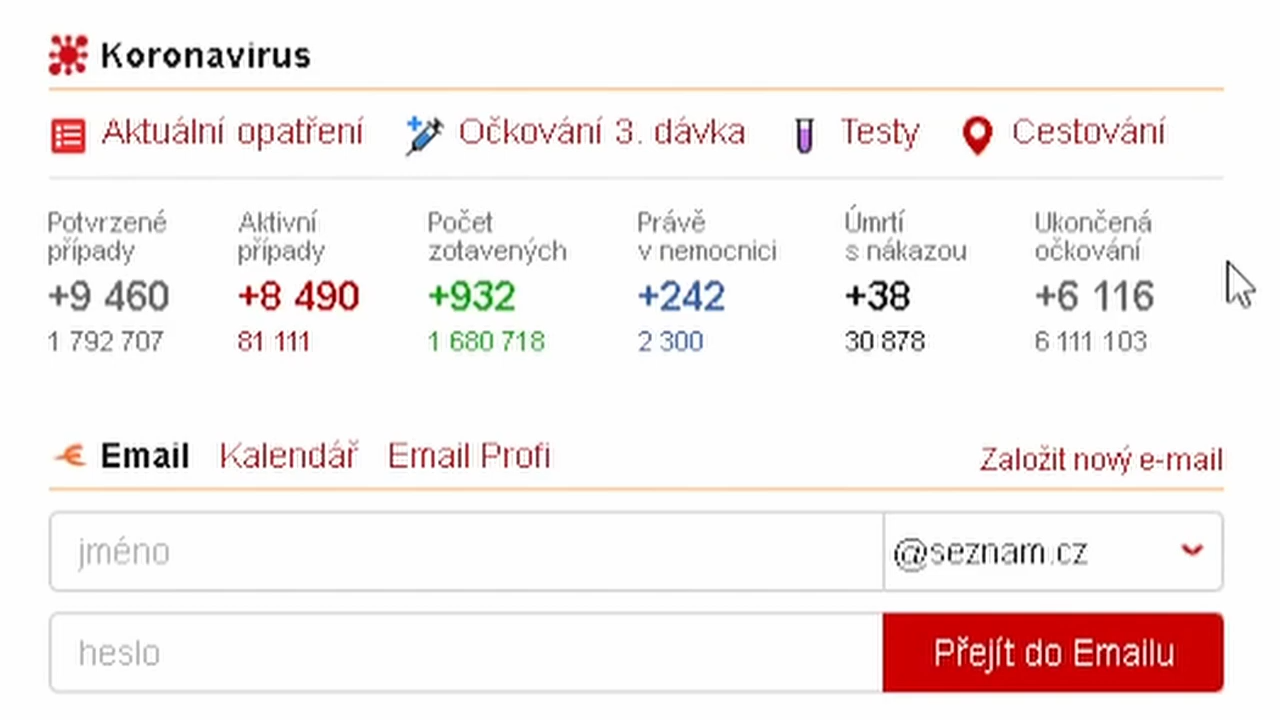 Koronavirus
Aktuální opatření Očkování 3. dávka Testy Cestování
Potvrzené případy Aktivní případy Počet zotavených Právě v nemocnici Úmrtí s nákazou Ukončená očkování
+9 460 +8 490 +932 +242 +38 +6 116
1 792 707 81 111 1 680 718 2 300 30 878 6 111 103
Email Kalendář Email Profi Založit nový e-mail
jméno @seznam.cz
heslo Přejít do Emailu